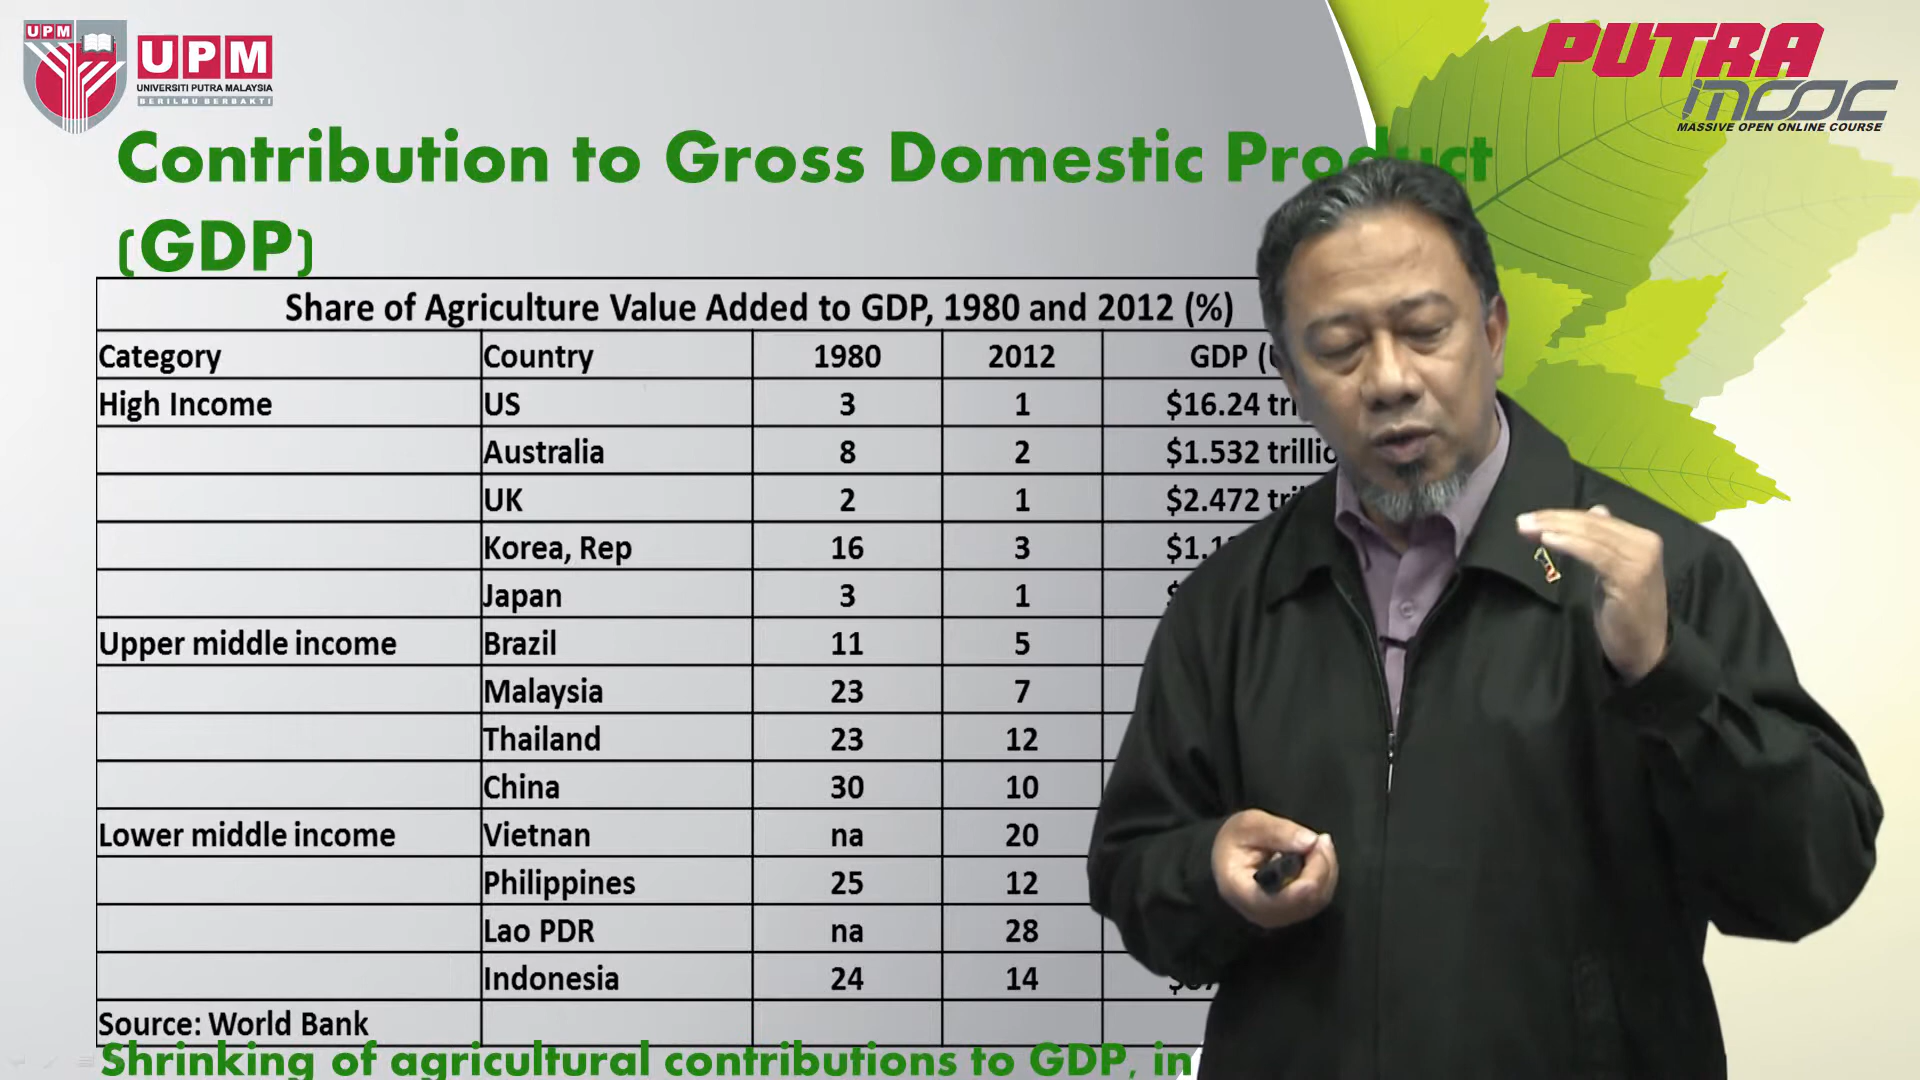 UPM
UPM
UNIVERSITI PUTRA MALAYSIA
BERILMU BERBAKTI
PUTRA
mooc
MASSIVE OPEN ONLINE COURSE
Contribution to Gross Domestic Product
(GDP)
Share of Agriculture Value Added to GDP, 1980 and 2012 (%)
Category Country 1980 2012 GDP
High Income US 3 1 $16.24
Australia 8 2 $1.532
UK 2 1 $2.472
Korea, Rep 16 3
Japan 3 1
Upper middle income Brazil 11 5
Malaysia 23 7
Thailand 23 12
China 30 10
Lower middle income Vietnan na 20
Philippines 25 12
Lao PDR na 28
Indonesia 24 14
Source: World Bank
Shrinking of agricultural contributions to GDP, in